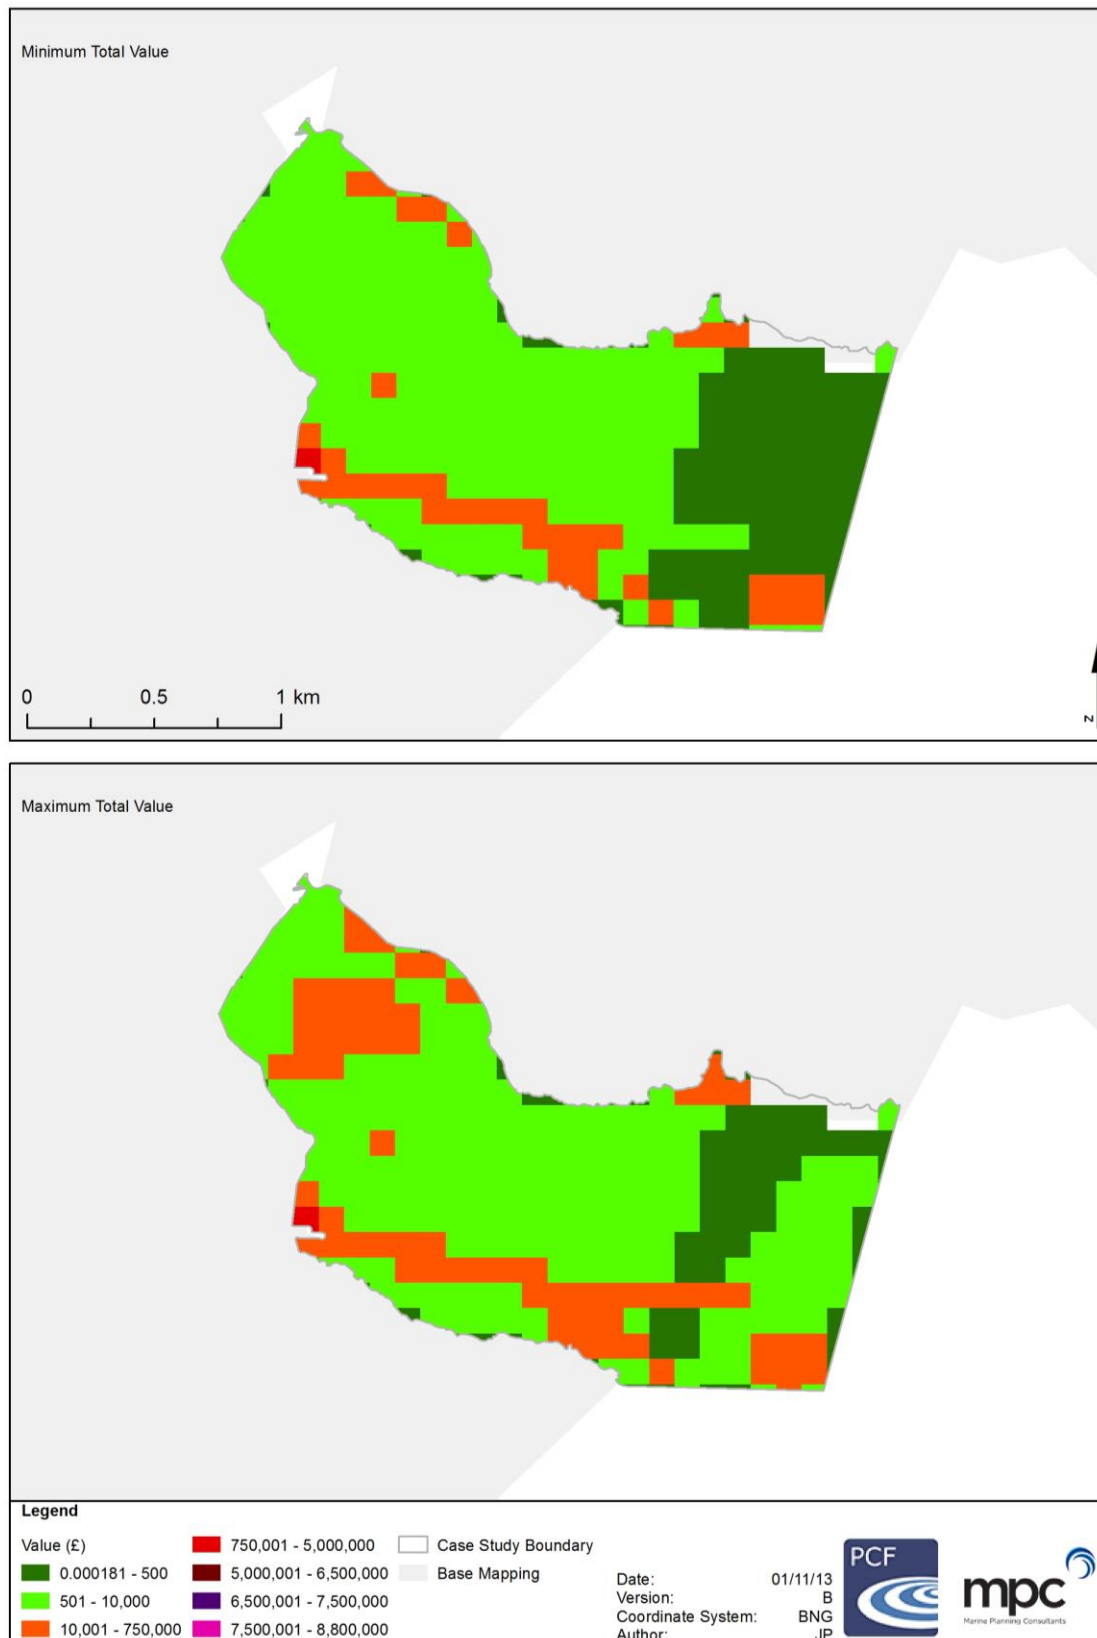 Minimum Total Value
0 0.5 1 km
z
Maximum Total Value
Legend
Value (£)
0.000181 - 500
501 - 10,000
10,001 - 750,000
750,001 - 5,000,000
5,000,001 - 6,500,000
6,500,001 - 7,500,000
7,500,001 - 8,800,000
Case Study Boundary
Base Mapping
Date: 01/11/13
Version: B
Coordinate System: BNG
Author: JP
PCF
mpc
Marine Planning Consultants